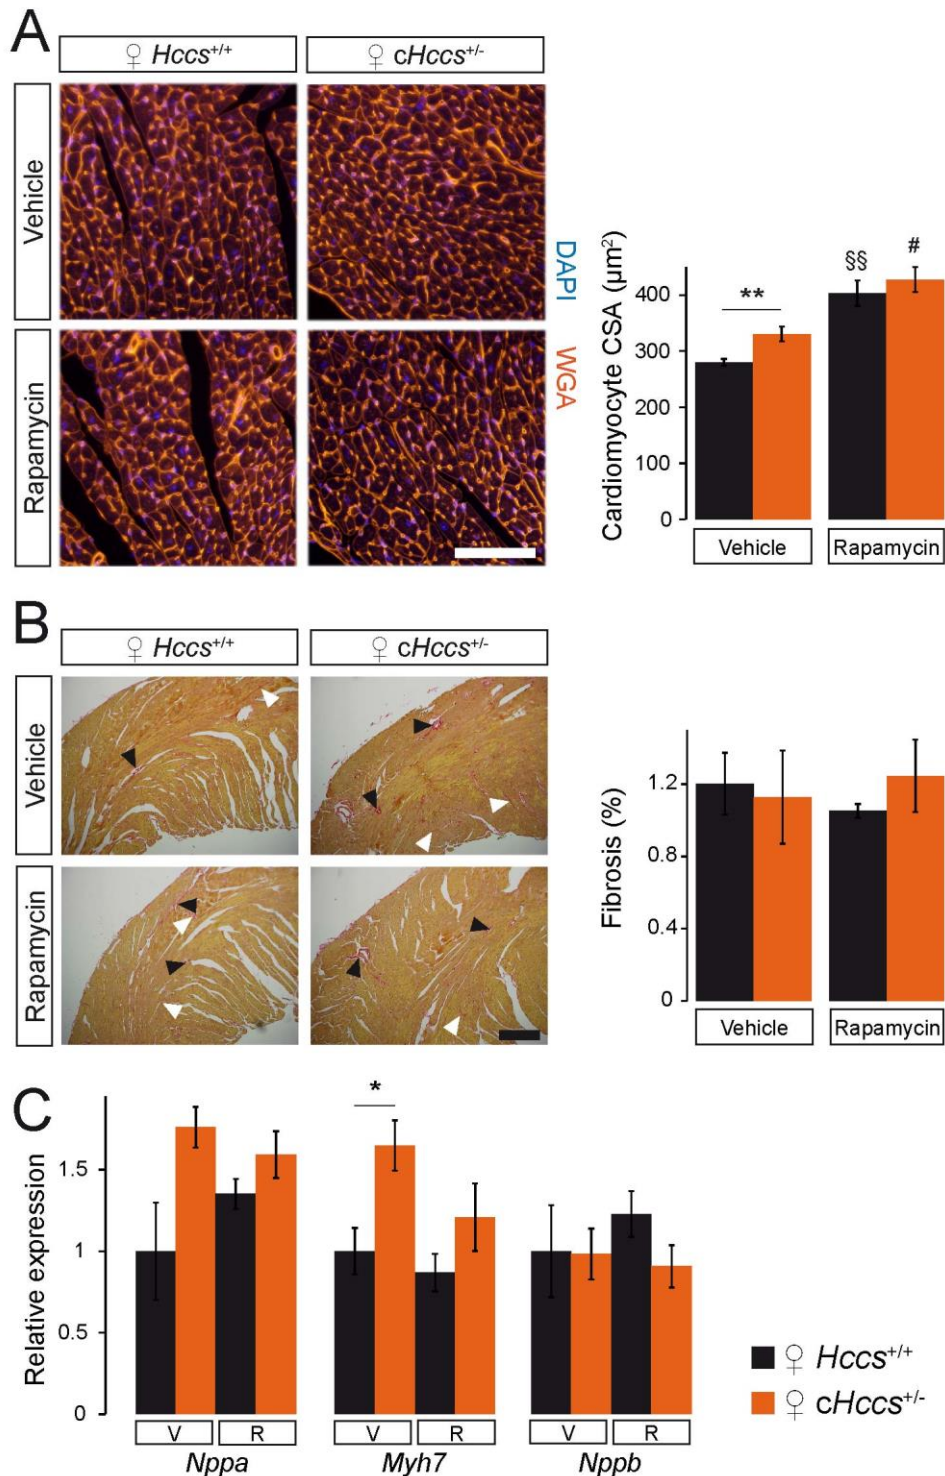 A
♀ Hccs+/+
♀ cHccs+/-
Vehicle
Rapamycin
DAPI
WGA
Cardiomyocyte CSA (µm²)
400
300
200
100
0
**
§§
#
Vehicle
Rapamycin
B
♀ Hccs+/+
♀ cHccs+/-
Vehicle
Rapamycin
Fibrosis (%)
1.2
0.8
0.4
0
Vehicle
Rapamycin
C
Relative expression
1.5
1
0.5
0
*
V R V R V R
Nppa Myh7 Nppb
♀ Hccs+/+
♀ cHccs+/-